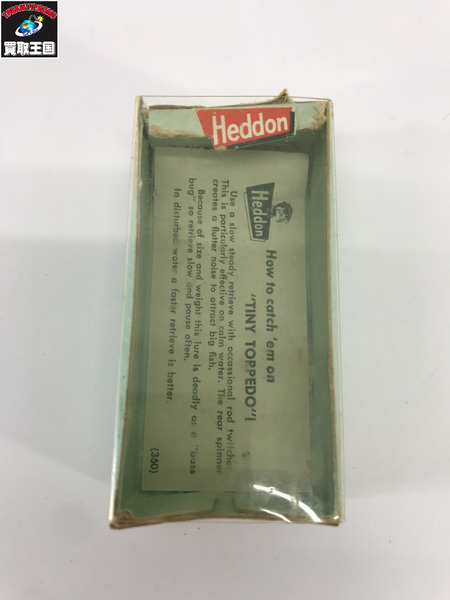 買取王国
Heddon
Heddon
How to catch 'em on
"TINY TORPEDO"!
Use a slow steady retrieve with occassional rod twitches.
This is particularly effective on calm water. The rear spinner
creates a flutter noise to attract big fish.
Because of size and weight this lure is deadly as a "bass
bug" so retrieve slow and pause often.
In disturbed water a faster retrieve is better.
(360)